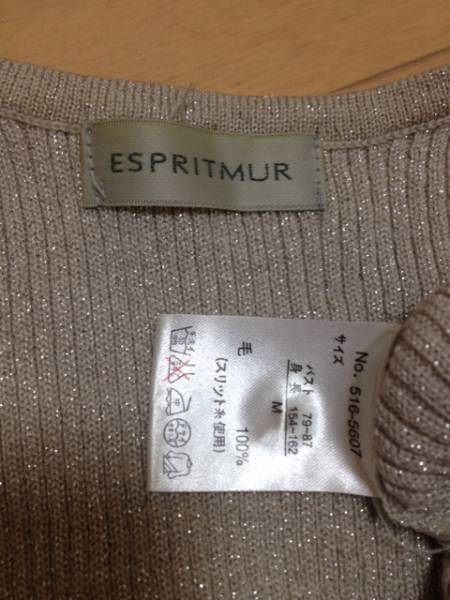 ESPRITMUR
No. 516-5607
サイズ
バスト 79-87
身長 154-162
M
毛 100%
(スリット糸使用)